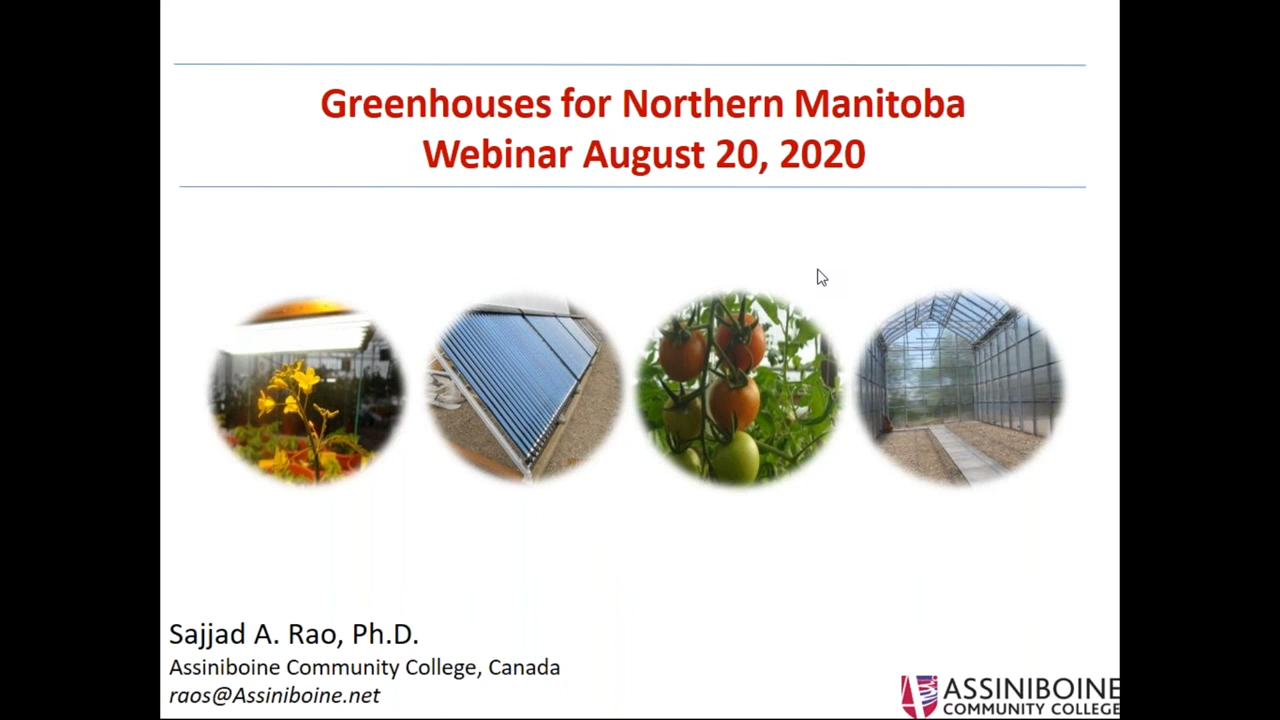 Greenhouses for Northern Manitoba
Webinar August 20, 2020
Sajjad A. Rao, Ph.D.
Assiniboine Community College, Canada
raos@Assiniboine.net
ASSINIBOINE
COMMUNITY COLLEGE